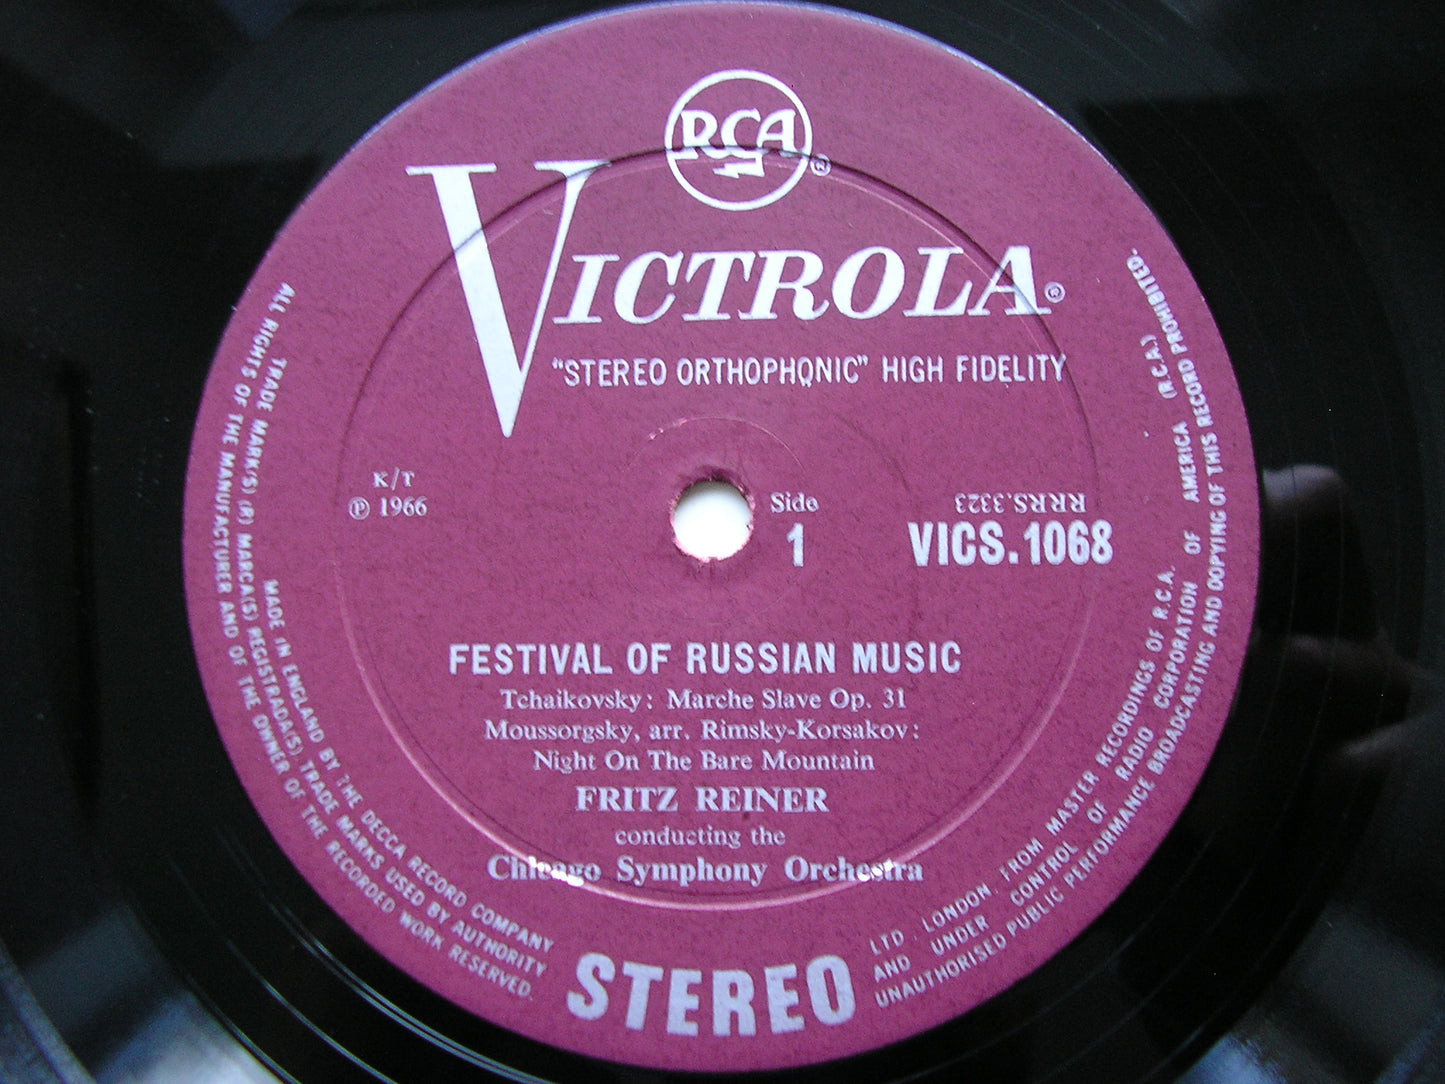 RCA
®
VICTROLA®
"STEREO ORTHOPHONIC" HIGH FIDELITY
K/T
℗ 1966
Side
1
RRRS.3323
VICS.1068
FESTIVAL OF RUSSIAN MUSIC
Tchaikovsky: Marche Slave Op. 31
Moussorgsky, arr. Rimsky-Korsakov:
Night On The Bare Mountain
FRITZ REINER
conducting the
Chicago Symphony Orchestra
STEREO
MADE IN ENGLAND BY THE DECCA RECORD COMPANY LTD. LONDON, FROM MASTER RECORDINGS OF R.C.A.
TRADE MARK(S) (R) MARCA(S) REGISTRADA(S) TRADE MARKS USED BY AUTHORITY AND UNDER CONTROL OF RADIO CORPORATION OF AMERICA (R.C.A.)
ALL RIGHTS OF THE MANUFACTURER AND OF THE OWNER OF THE RECORDED WORK RESERVED. UNAUTHORISED PUBLIC PERFORMANCE BROADCASTING AND COPYING OF THIS RECORD PROHIBITED.